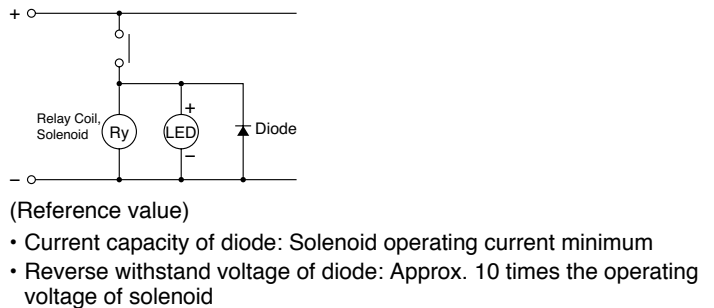 +
Relay Coil,
Solenoid
Ry
+
LED
−
Diode
−
(Reference value)
• Current capacity of diode: Solenoid operating current minimum
• Reverse withstand voltage of diode: Approx. 10 times the operating
voltage of solenoid